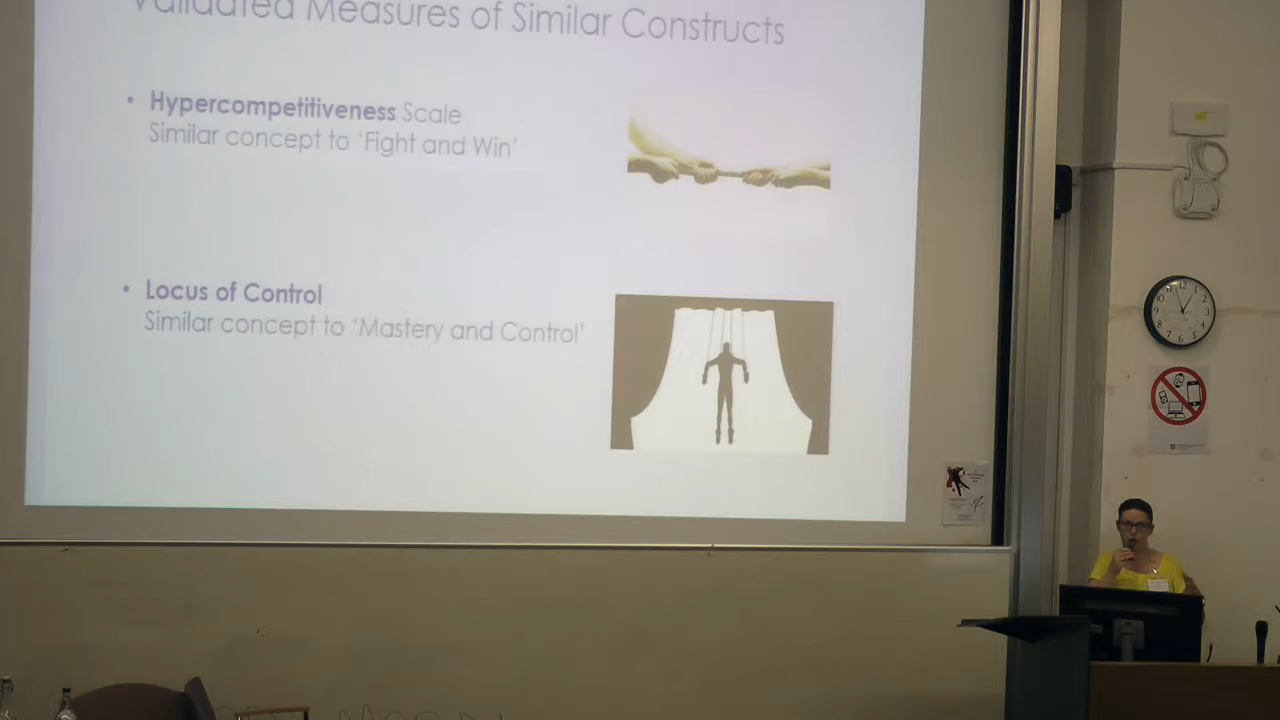 Validated Measures of Similar Constructs
• Hypercompetitiveness Scale
Similar concept to ‘Fight and Win’
• Locus of Control
Similar concept to ‘Mastery and Control’